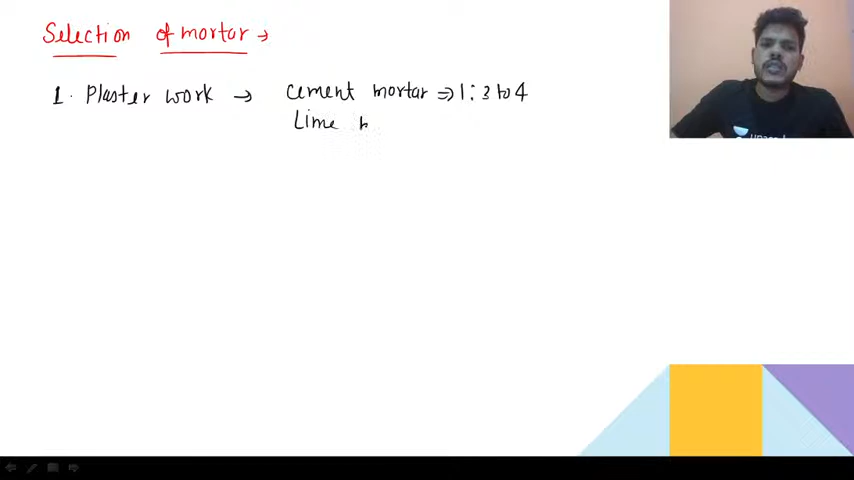 Selection of mortar →
1. Plaster work → Cement mortar ⇒ 1:3 to 4
Lime